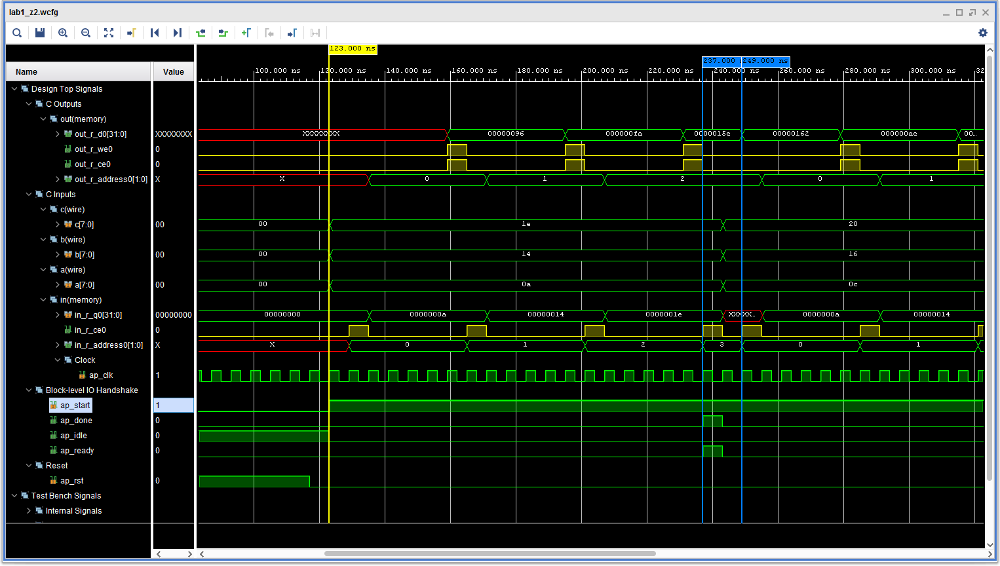 lab1_z2.wcfg
123.000 ns
237.000 249.000 ns
100.000 ns 120.000 ns 140.000 ns 160.000 ns 180.000 ns 200.000 ns 220.000 ns 240.000 260.000 ns 280.000 ns 300.000 ns 32
Name Value
Design Top Signals
C Outputs
out(memory)
out_r_d0[31:0] XXXXXXXX XXXXXXXX 00000096 000000fa 0000015e 00000162 000000ae 00...
out_r_we0 0
out_r_ce0 0
out_r_address0[1:0] X X 0 1 2 0 1
C Inputs
c(wire)
c[7:0] 00 00 1e 20
b(wire)
b[7:0] 00 00 14 16
a(wire)
a[7:0] 00 00 0a 0c
in(memory)
in_r_q0[31:0] 00000000 00000000 0000000a 00000014 0000001e XXXXX... 0000000a 00000014
in_r_ce0 0
in_r_address0[1:0] X X 0 1 2 3 0 1
Clock
ap_clk 1
Block-level IO Handshake
ap_start 1
ap_done 0
ap_idle 0
ap_ready 0
Reset
ap_rst 0
Test Bench Signals
Internal Signals